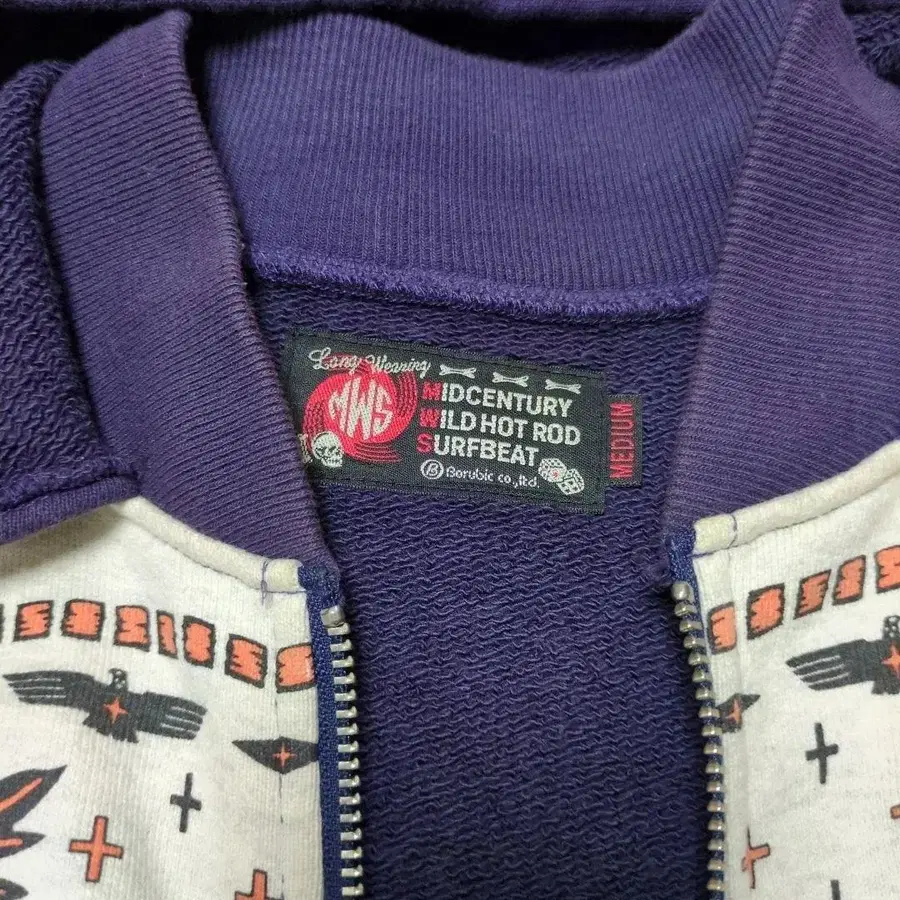 Long Wearing
MWS
MIDCENTURY
WILD HOT ROD
SURFBEAT
B Borubic co.,ltd.
MEDIUM